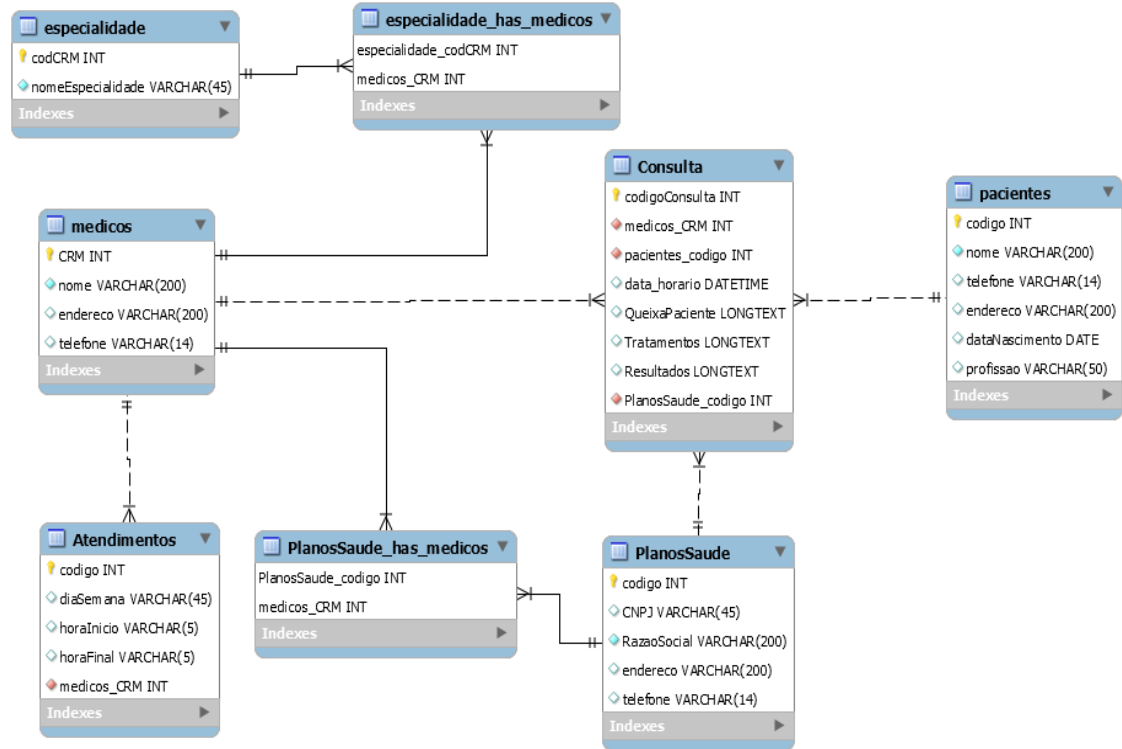 especialidade
codCRM INT
nomeEspecialidade VARCHAR(45)
Indexes
especialidade_has_medicos
especialidade_codCRM INT
medicos_CRM INT
Indexes
medicos
CRM INT
nome VARCHAR(200)
endereco VARCHAR(200)
telefone VARCHAR(14)
Indexes
Consulta
codigoConsulta INT
medicos_CRM INT
pacientes_codigo INT
data_horario DATETIME
QueixaPaciente LONGTEXT
Tratamentos LONGTEXT
Resultados LONGTEXT
PlanosSaude_codigo INT
Indexes
pacientes
codigo INT
nome VARCHAR(200)
telefone VARCHAR(14)
endereco VARCHAR(200)
dataNascimento DATE
profissao VARCHAR(50)
Indexes
Atendimentos
codigo INT
diaSemana VARCHAR(45)
horaInicio VARCHAR(5)
horaFinal VARCHAR(5)
medicos_CRM INT
Indexes
PlanosSaude_has_medicos
PlanosSaude_codigo INT
medicos_CRM INT
Indexes
PlanosSaude
codigo INT
CNPJ VARCHAR(45)
RazaoSocial VARCHAR(200)
endereco VARCHAR(200)
telefone VARCHAR(14)
Indexes